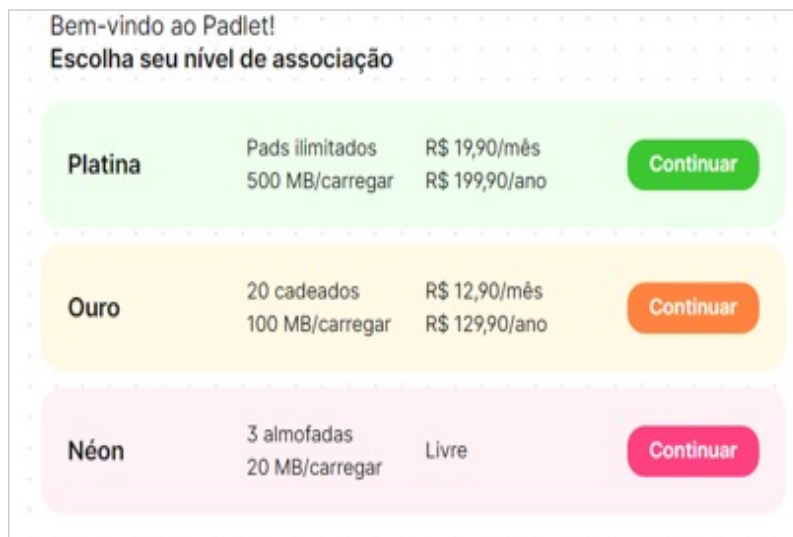 Bem-vindo ao Padlet!
Escolha seu nível de associação
Platina
Pads ilimitados
500 MB/carregar
R$ 19,90/mês
R$ 199,90/ano
Continuar
Ouro
20 cadeados
100 MB/carregar
R$ 12,90/mês
R$ 129,90/ano
Continuar
Néon
3 almofadas
20 MB/carregar
Livre
Continuar